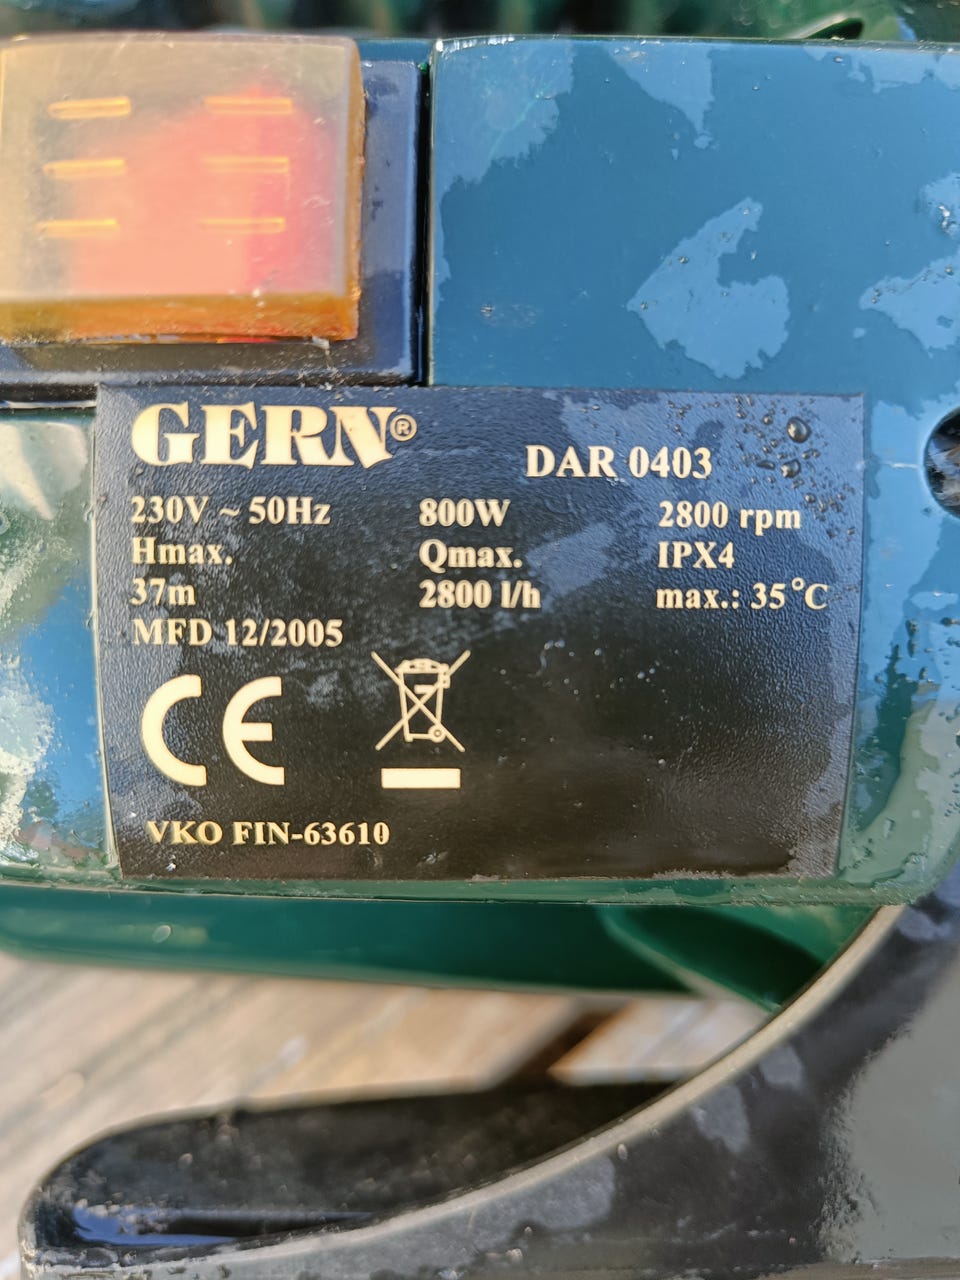 GERN®
DAR 0403
230V ~ 50Hz 800W 2800 rpm
Hmax. Qmax. IPX4
37m 2800 l/h max.: 35°C
MFD 12/2005
CE
VKO FIN-63610